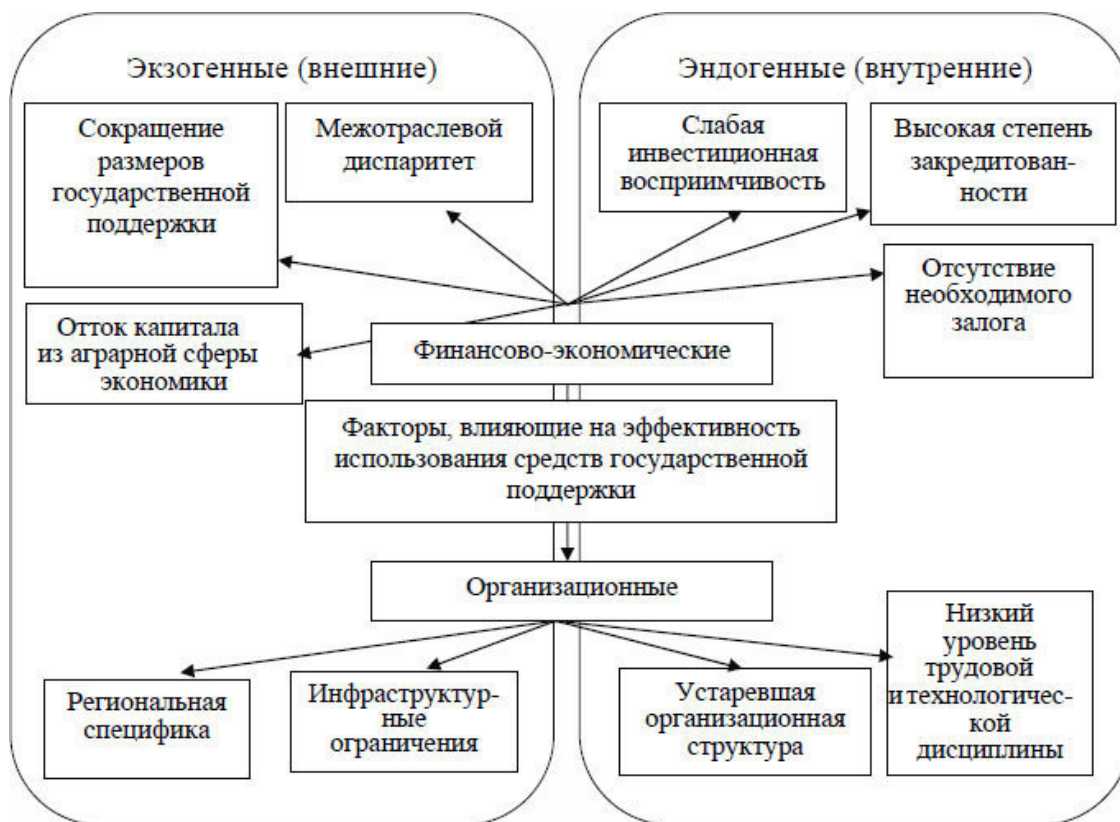 Экзогенные (внешние)
Эндогенные (внутренние)
Сокращение
размеров
государственной
поддержки
Межотраслевой
диспаритет
Слабая
инвестиционная
восприимчивость
Высокая степень
закредитован-
ности
Отток капитала
из аграрной сферы
экономики
Финансово-экономические
Отсутствие
необходимого
залога
Факторы, влияющие на эффективность
использования средств государственной
поддержки
Организационные
Региональная
специфика
Инфраструктур-
ные
ограничения
Устаревшая
организационная
структура
Низкий
уровень
трудовой
и технологичес-
кой
дисциплины